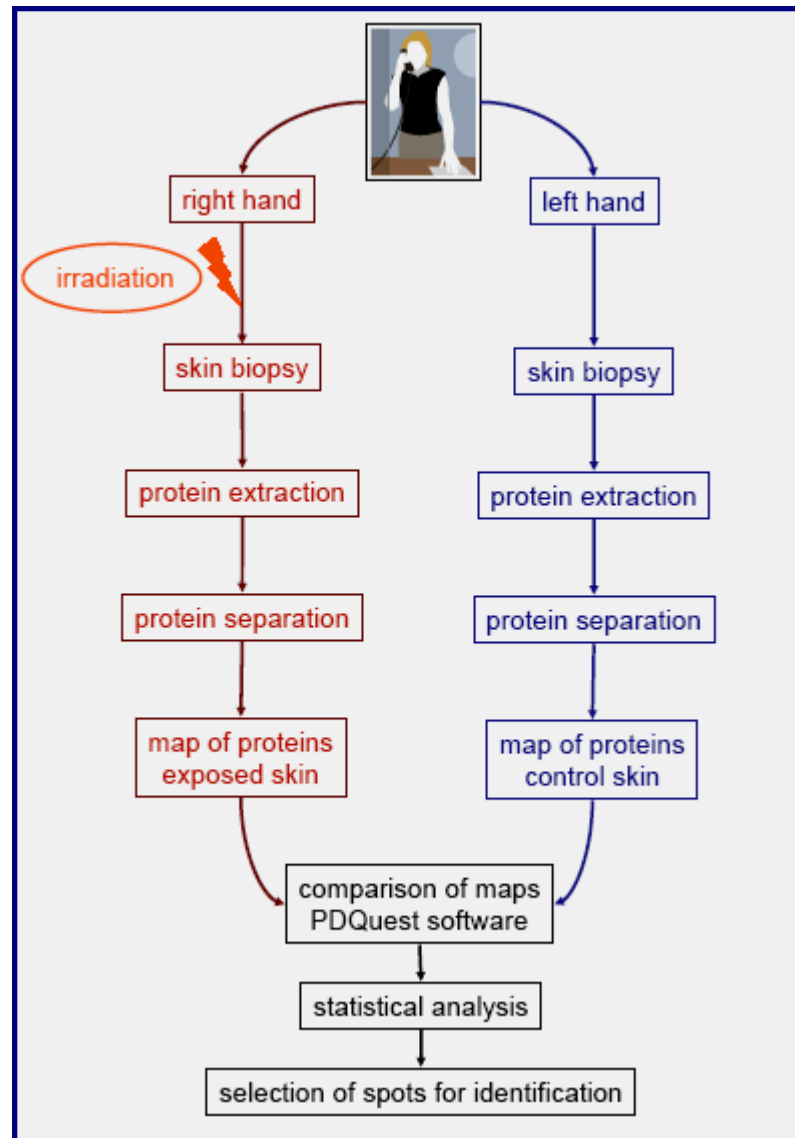 right hand
left hand
irradiation
skin biopsy
skin biopsy
protein extraction
protein extraction
protein separation
protein separation
map of proteins
exposed skin
map of proteins
control skin
comparison of maps
PDQuest software
statistical analysis
selection of spots for identification